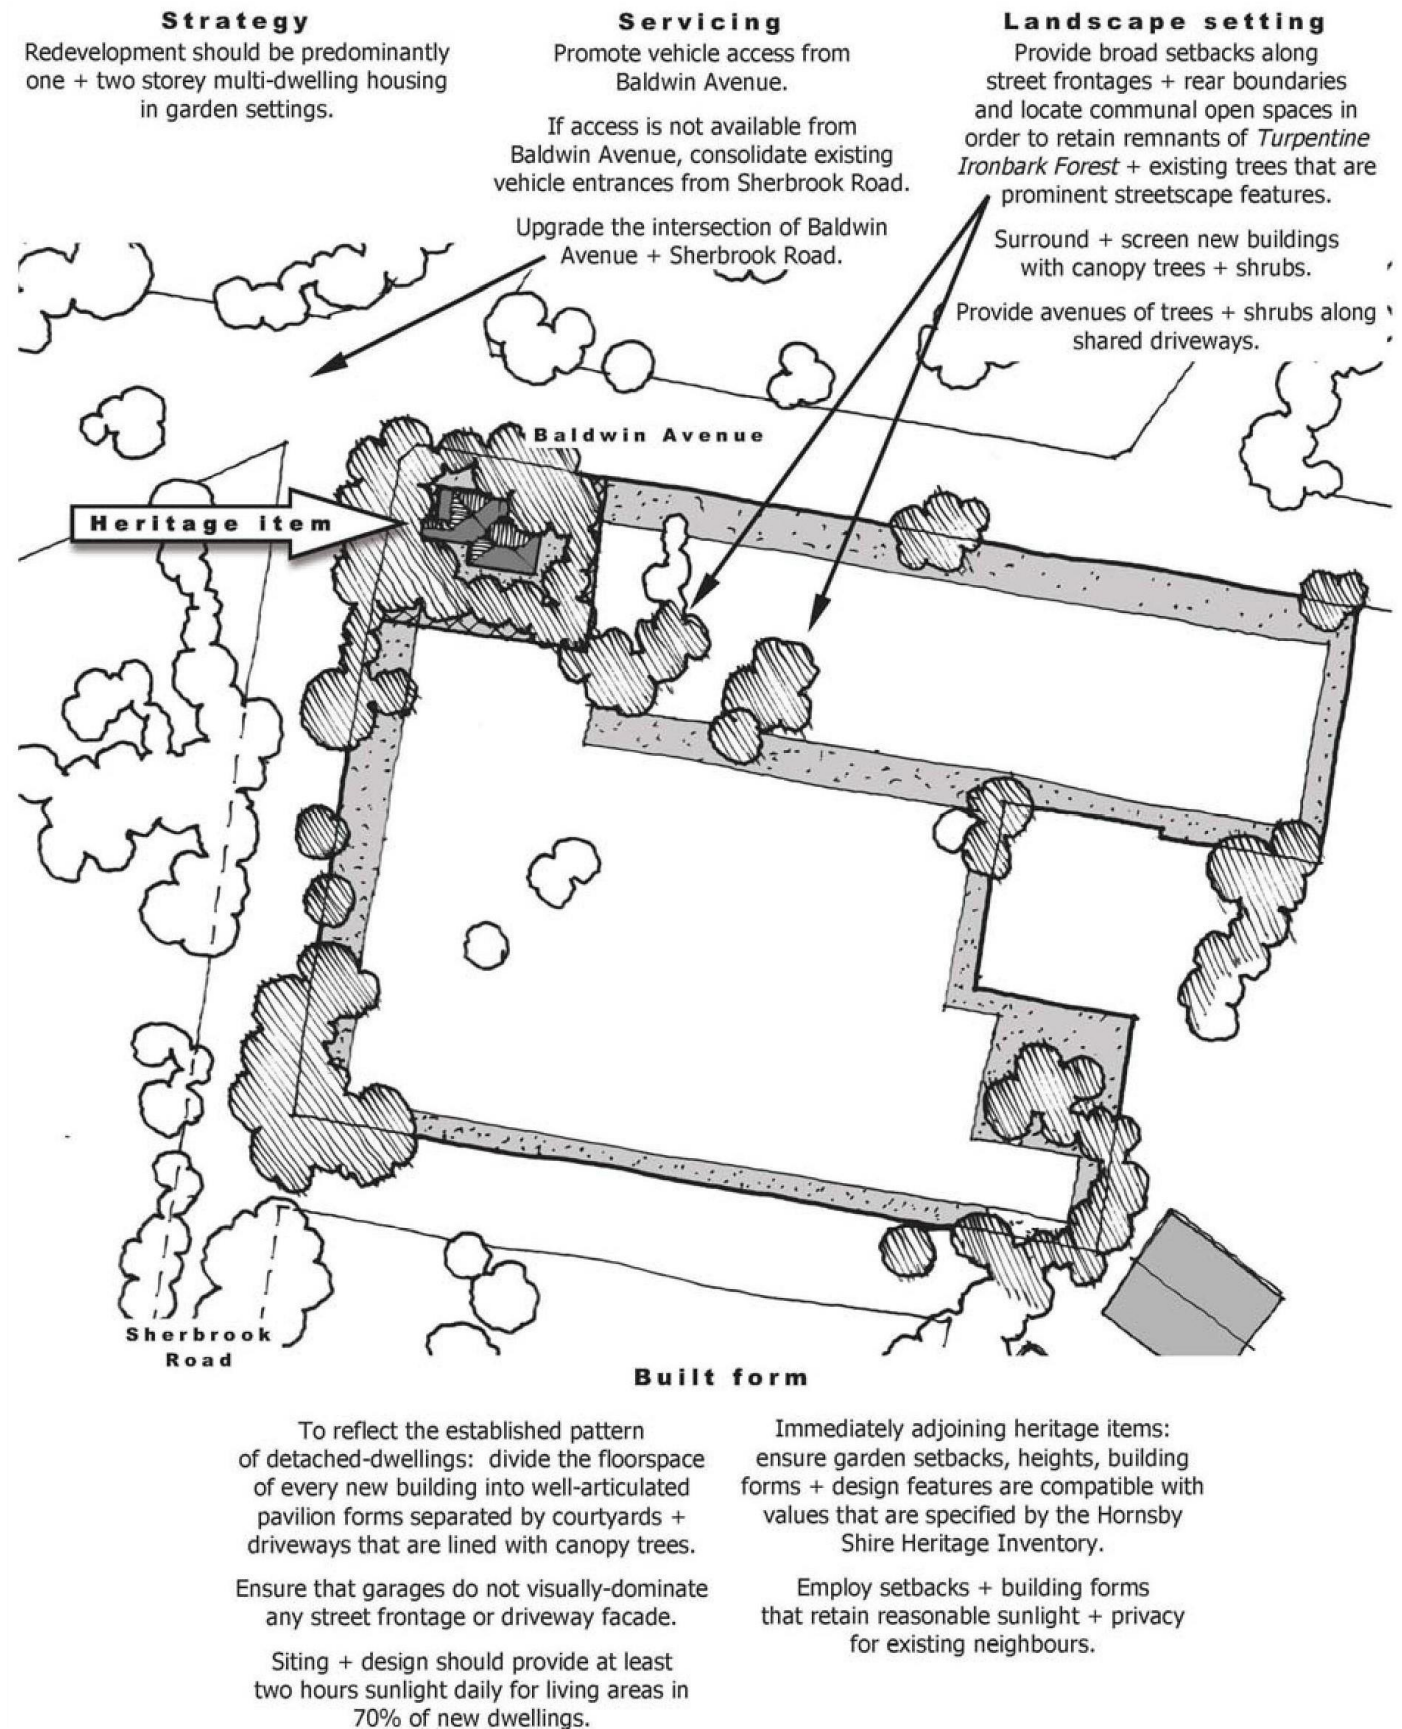 Strategy
Redevelopment should be predominantly
one + two storey multi-dwelling housing
in garden settings.
Servicing
Promote vehicle access from
Baldwin Avenue.
If access is not available from
Baldwin Avenue, consolidate existing
vehicle entrances from Sherbrook Road.
Upgrade the intersection of Baldwin
Avenue + Sherbrook Road.
Landscape setting
Provide broad setbacks along
street frontages + rear boundaries
and locate communal open spaces in
order to retain remnants of Turpentine
Ironbark Forest + existing trees that are
prominent streetscape features.
Surround + screen new buildings
with canopy trees + shrubs.
Provide avenues of trees + shrubs along
shared driveways.
Baldwin Avenue
Heritage item
Sherbrook
Road
Built form
To reflect the established pattern
of detached-dwellings: divide the floorspace
of every new building into well-articulated
pavilion forms separated by courtyards +
driveways that are lined with canopy trees.
Ensure that garages do not visually-dominate
any street frontage or driveway facade.
Siting + design should provide at least
two hours sunlight daily for living areas in
70% of new dwellings.
Immediately adjoining heritage items:
ensure garden setbacks, heights, building
forms + design features are compatible with
values that are specified by the Hornsby
Shire Heritage Inventory.
Employ setbacks + building forms
that retain reasonable sunlight + privacy
for existing neighbours.